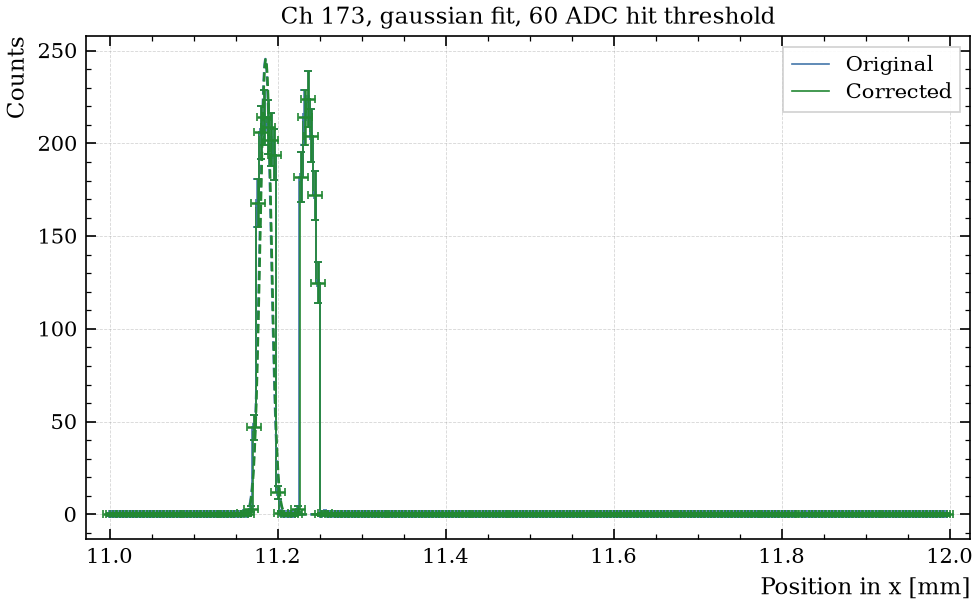 Ch 173, gaussian fit, 60 ADC hit threshold
Counts
250
200
150
100
50
0
Original
Corrected
11.0
11.2
11.4
11.6
11.8
12.0
Position in x [mm]